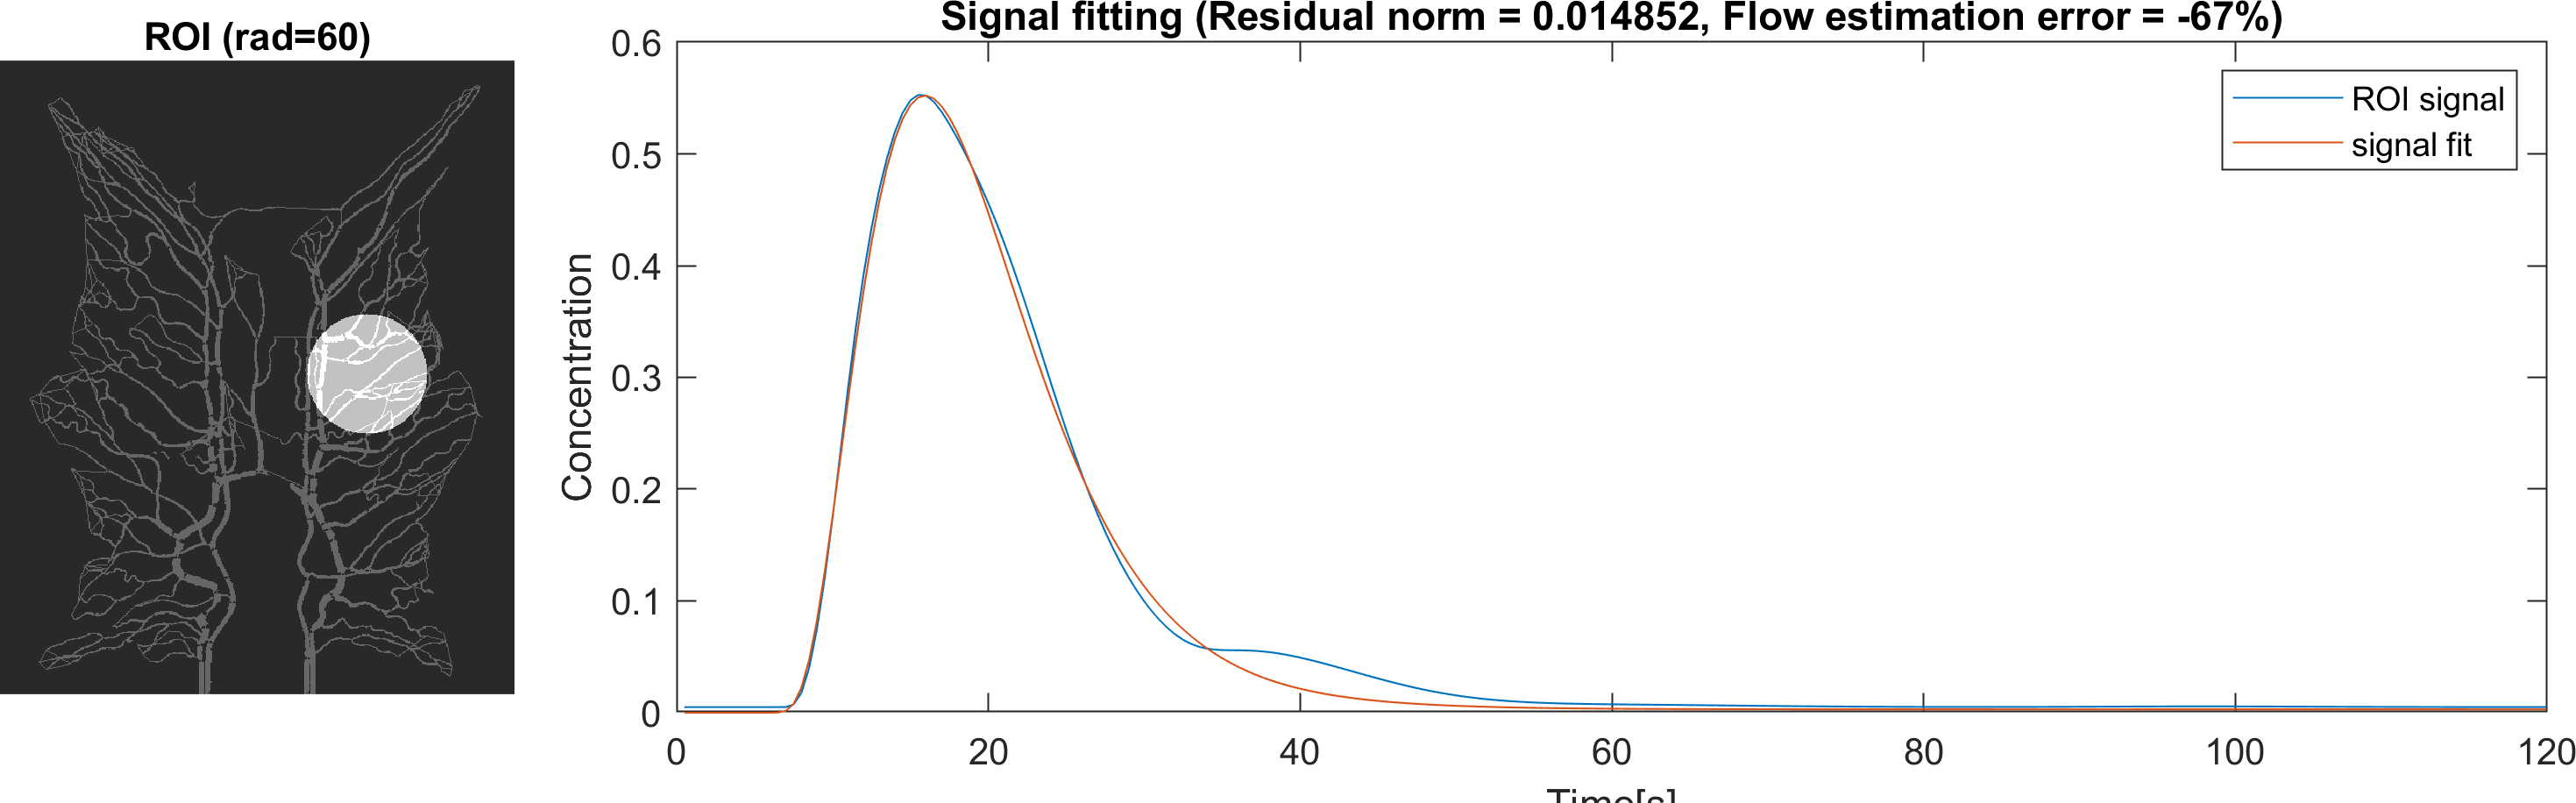 ROI (rad=60)
Signal fitting (Residual norm = 0.014852, Flow estimation error = -67%)
0.6
0.5
0.4
0.3
0.2
0.1
0
Concentration
ROI signal
signal fit
0 20 40 60 80 100 120
Time[s]